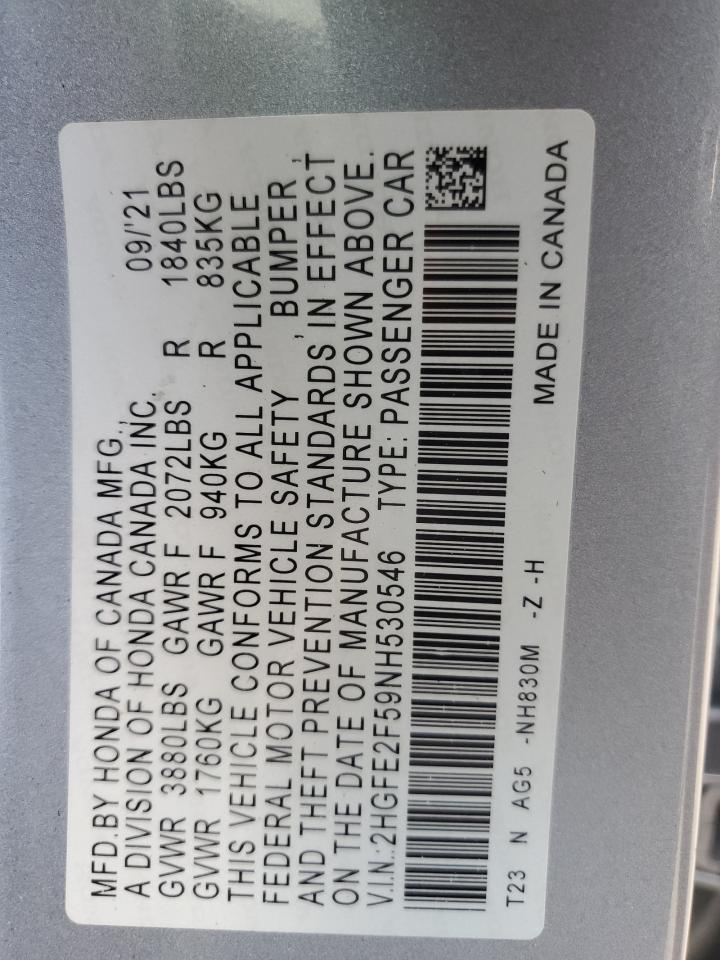 MFD.BY HONDA OF CANADA MFG.,
A DIVISION OF HONDA CANADA INC. 09/'21
GVWR 3880LBS GAWR F 2072LBS R 1840LBS
GVWR 1760KG GAWR F 940KG R 835KG
THIS VEHICLE CONFORMS TO ALL APPLICABLE
FEDERAL MOTOR VEHICLE SAFETY , BUMPER ,
AND THEFT PREVENTION STANDARDS IN EFFECT
ON THE DATE OF MANUFACTURE SHOWN ABOVE.
V.I.N.:2HGFE2F59NH530546 TYPE: PASSENGER CAR
T23 N AG5 -NH830M -Z -H
MADE IN CANADA